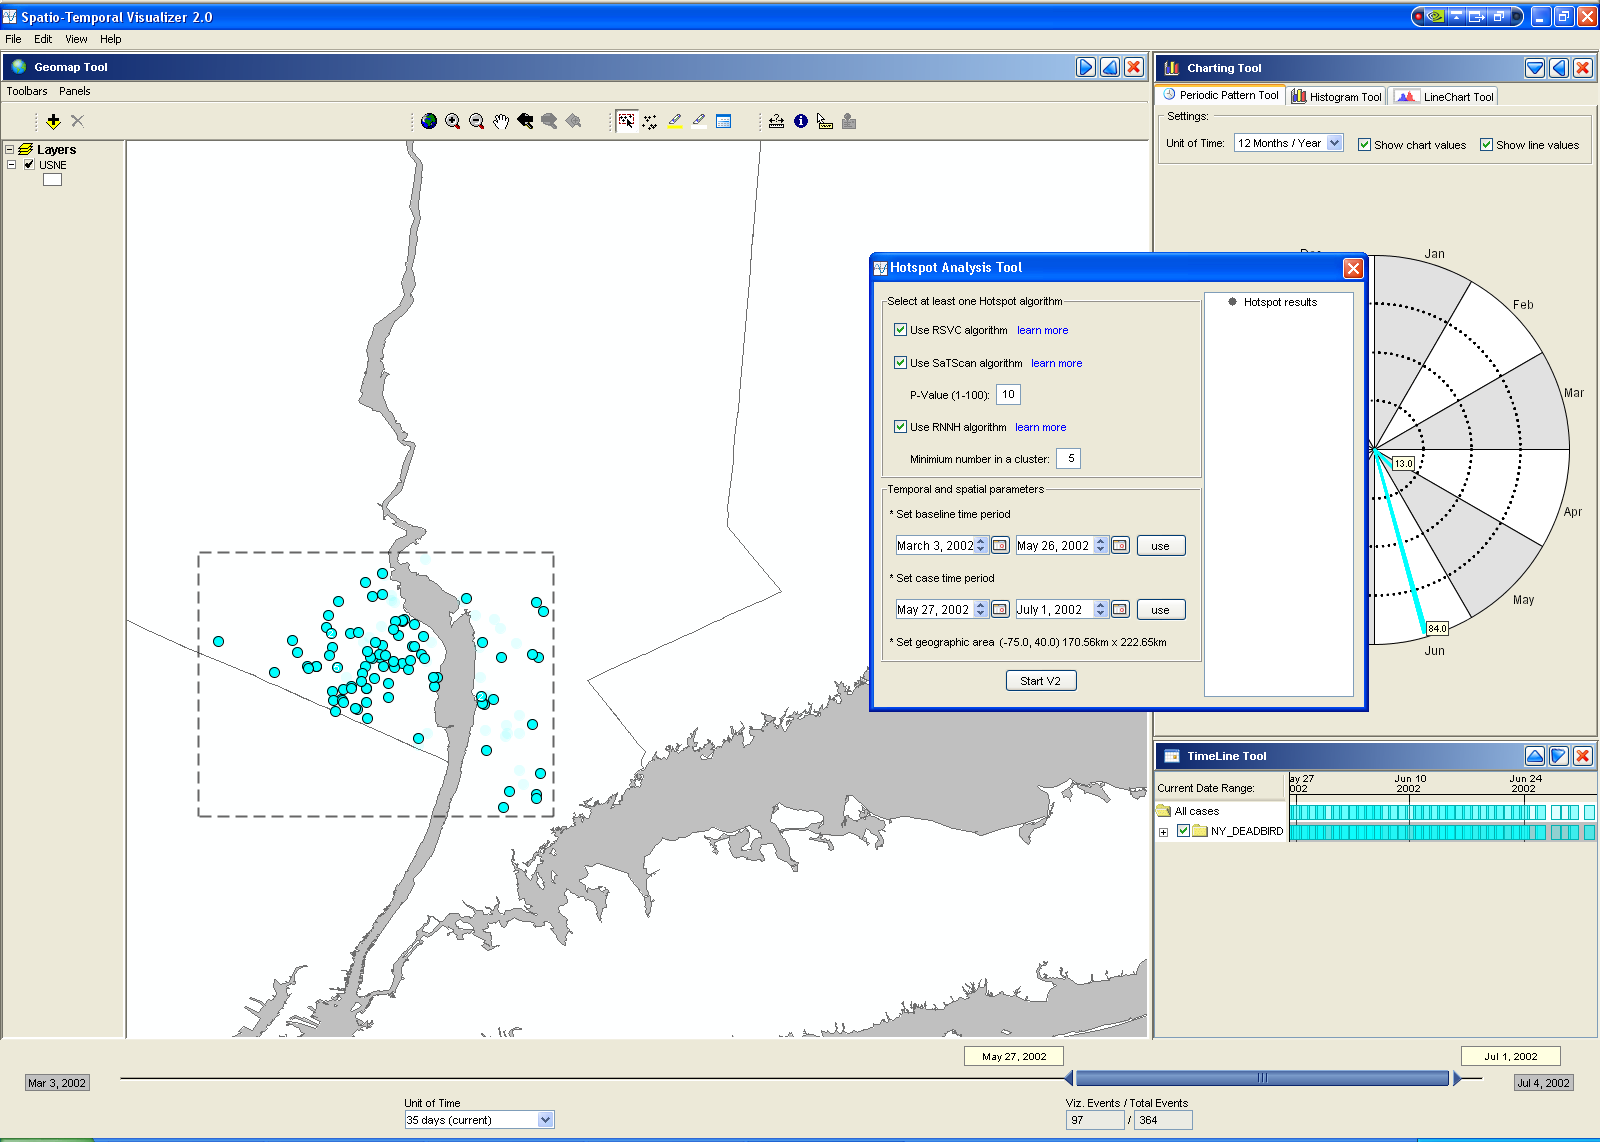 Spatio-Temporal Visualizer 2.0
File Edit View Help
Geomap Tool
Toolbars Panels
Layers
USNE
Charting Tool
Periodic Pattern Tool Histogram Tool LineChart Tool
Settings:
Unit of Time: 12 Months / Year Show chart values Show line values
Jan
Feb
Mar
Apr
May
Jun
13.0
84.0
Hotspot Analysis Tool
Select at least one Hotspot algorithm
Use RSVC algorithm learn more
Use SaTScan algorithm learn more
P-Value (1-100): 10
Use RNNH algorithm learn more
Minimum number in a cluster: 5
Temporal and spatial parameters
* Set baseline time period
March 3, 2002 May 26, 2002 use
* Set case time period
May 27, 2002 July 1, 2002 use
* Set geographic area (-75.0, 40.0) 170.56km x 222.65km
Start V2
Hotspot results
TimeLine Tool
Current Date Range:
ay 27 Jun 10 Jun 24
002 2002 2002
All cases
NY_DEADBIRD
May 27, 2002 Jul 1, 2002
Mar 3, 2002 Jul 4, 2002
Unit of Time
35 days (current)
Viz. Events / Total Events
97 / 364